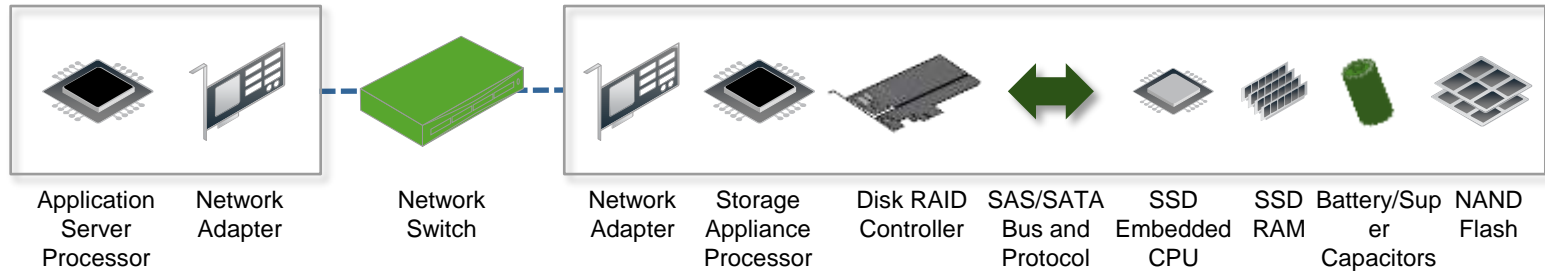 Application
Server
Processor
Network
Adapter
Network
Switch
Network
Adapter
Storage
Appliance
Processor
Disk RAID
Controller
SAS/SATA
Bus and
Protocol
SSD
Embedded
CPU
SSD
RAM
Battery/Sup
er
Capacitors
NAND
Flash